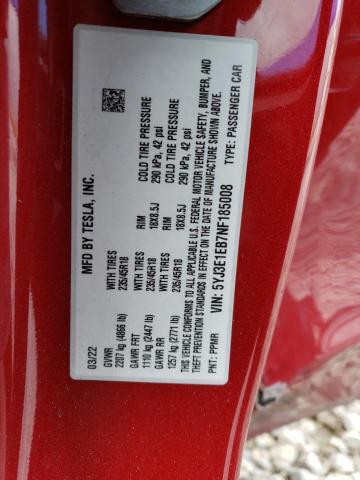 MFD BY TESLA, INC.
03/22
GVWR
2207 kg (4866 lb)
GAWR FRT WITH TIRES RIM COLD TIRE PRESSURE
1110 kg (2447 lb) 235/45R18 18X8.5J 290 kPa, 42 psi
GAWR RR WITH TIRES RIM COLD TIRE PRESSURE
1257 kg (2771 lb) 235/45R18 18X8.5J 290 kPa, 42 psi
THIS VEHICLE CONFORMS TO ALL APPLICABLE U.S. FEDERAL MOTOR VEHICLE SAFETY, BUMPER, AND
THEFT PREVENTION STANDARDS IN EFFECT ON THE DATE OF MANUFACTURE SHOWN ABOVE.
VIN: 5YJ3E1EB7NF185008
PNT: PPMR TYPE: PASSENGER CAR